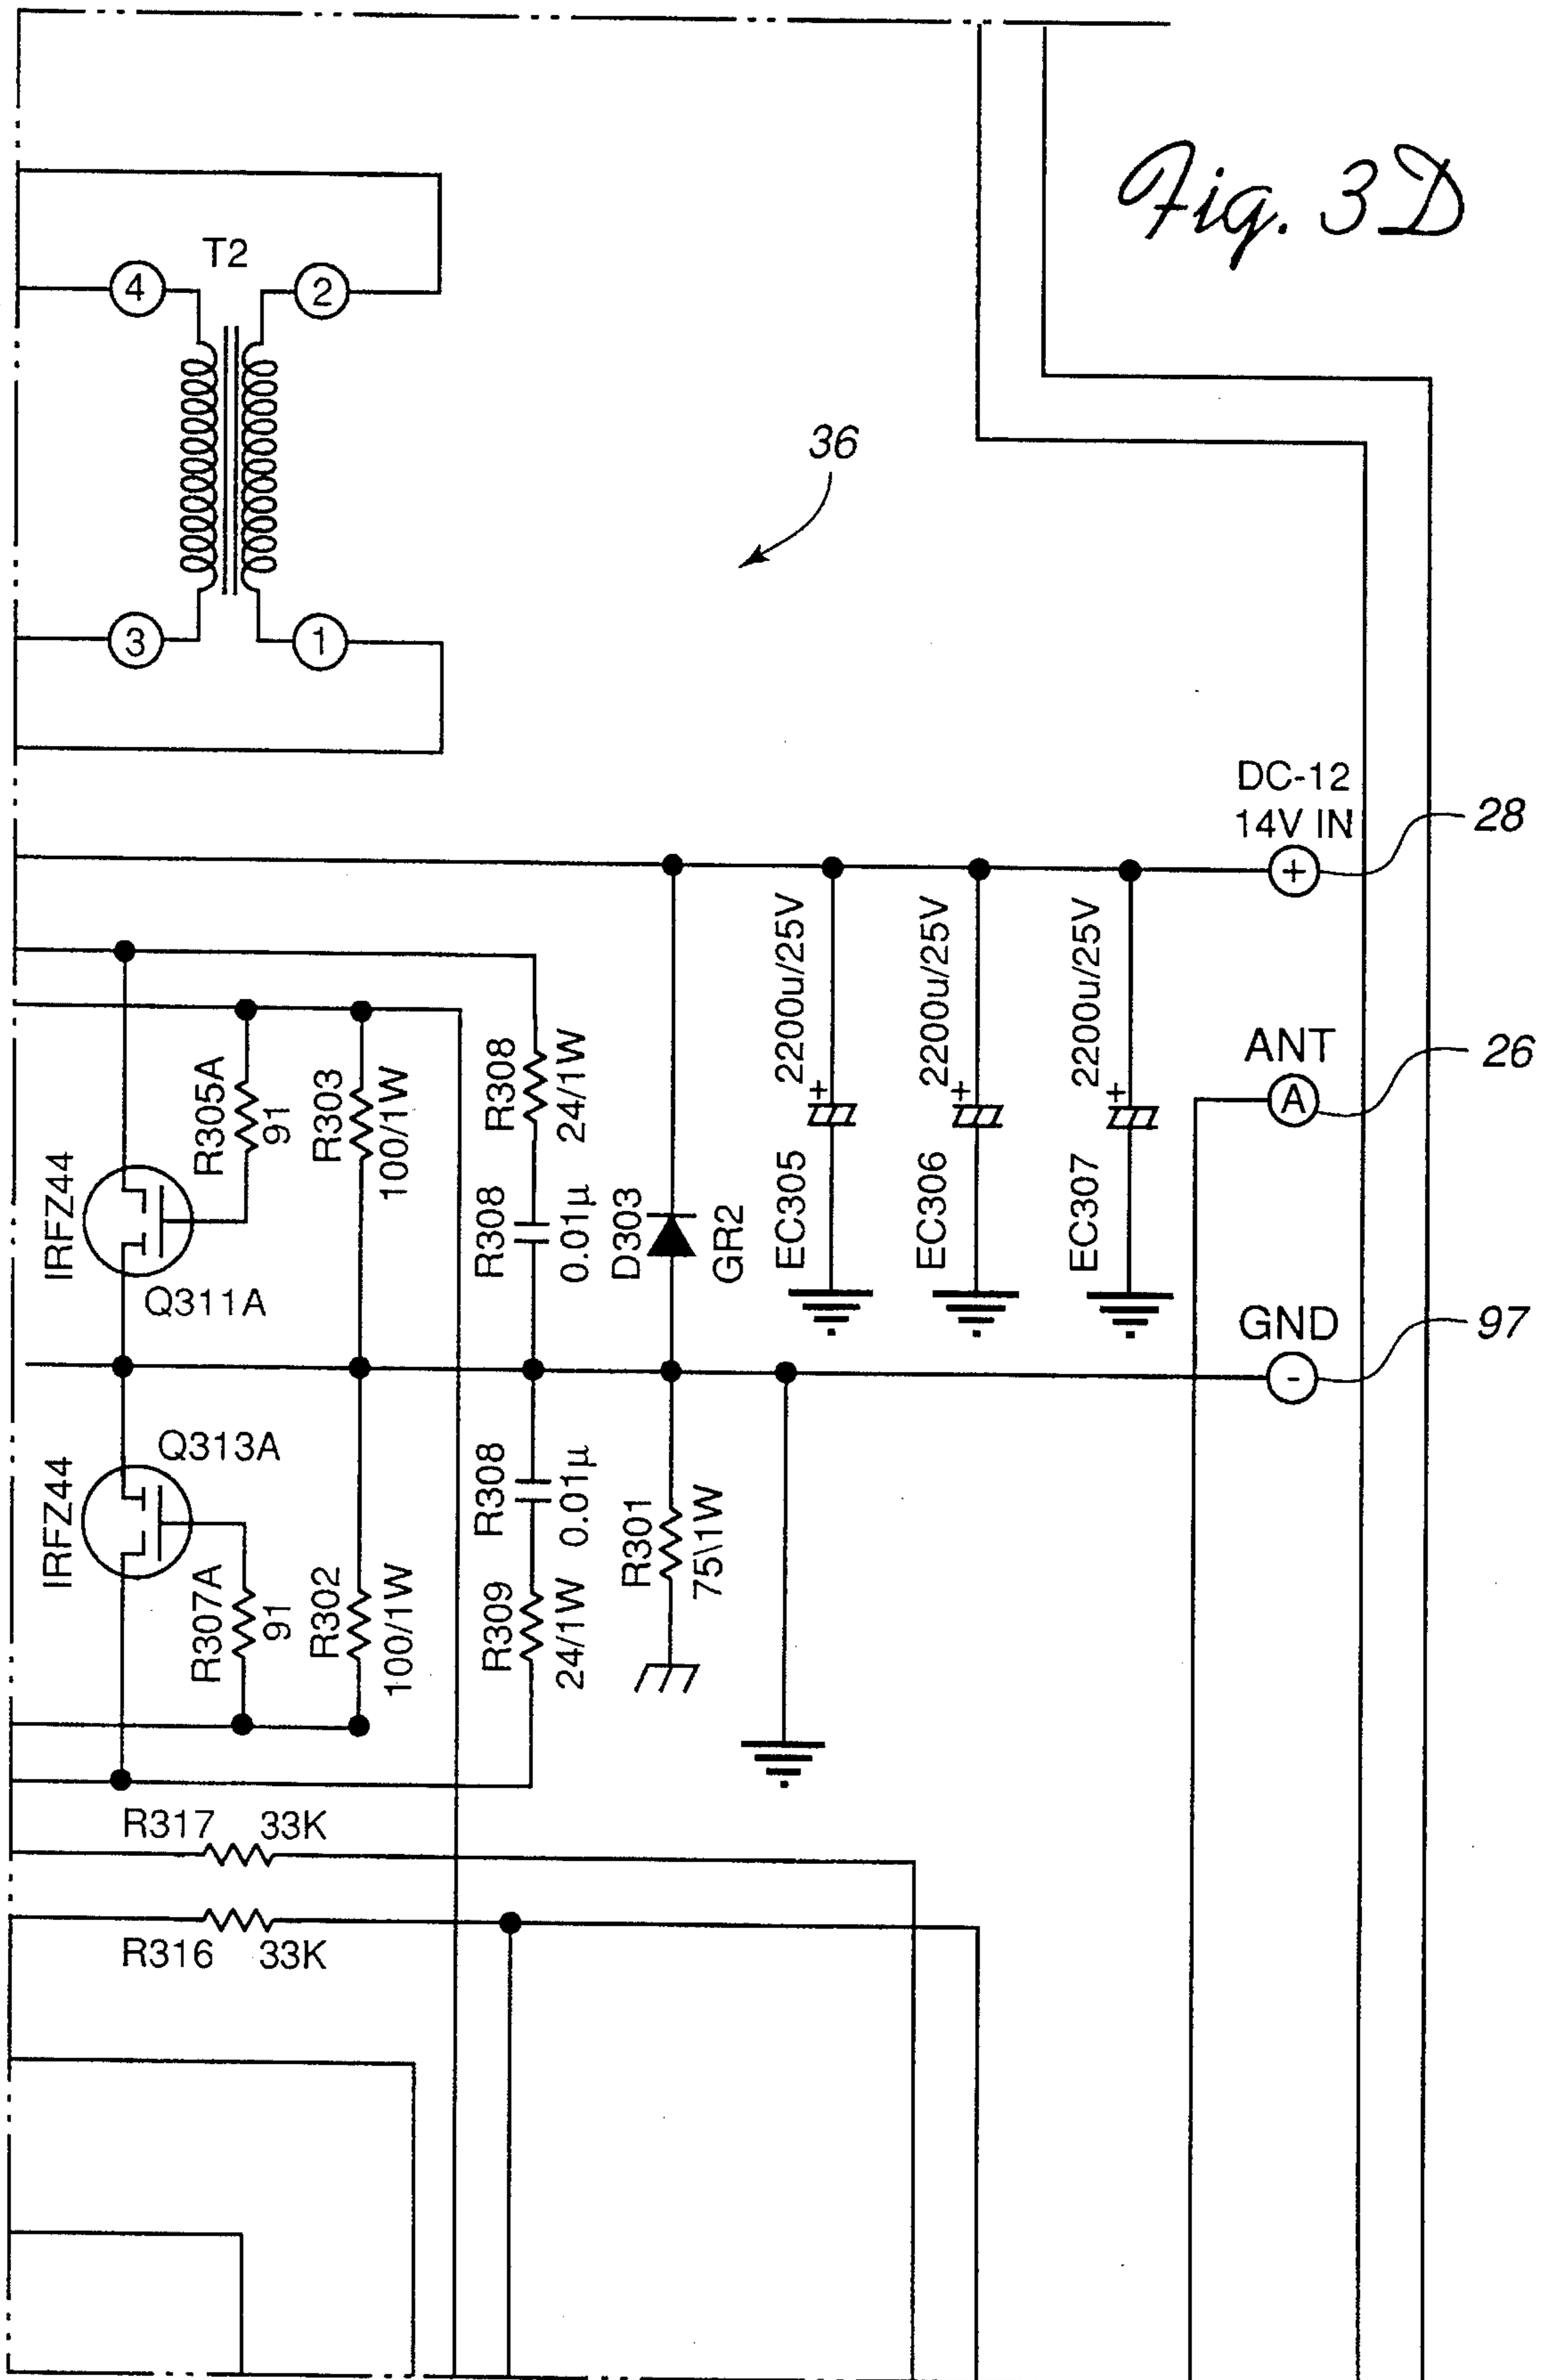 Fig. 3D
T2
4
2
36
3
1
DC-12
14V IN
28
+
2200u/25V
2200u/25V
2200u/25V
+
+
+
EC305
EC306
EC307
ANT
A
26
R305A
91
R303
100/1W
R308
24/1W
IRFZ44
Q311A
R308
0.01μ
D303
GR2
GND
-
97
Q313A
IRFZ44
R307A
91
R302
100/1W
R308
0.01μ
R309
24/1W
R301
75\1W
R317 33K
R316 33K